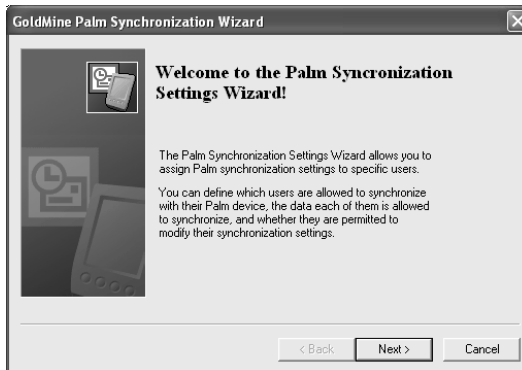 GoldMine Palm Synchronization Wizard
Welcome to the Palm Syncronization
Settings Wizard!
The Palm Synchronization Settings Wizard allows you to
assign Palm synchronization settings to specific users.
You can define which users are allowed to synchronize
with their Palm device, the data each of them is allowed
to synchronize, and whether they are permitted to
modify their synchronization settings.
< Back
Next >
Cancel